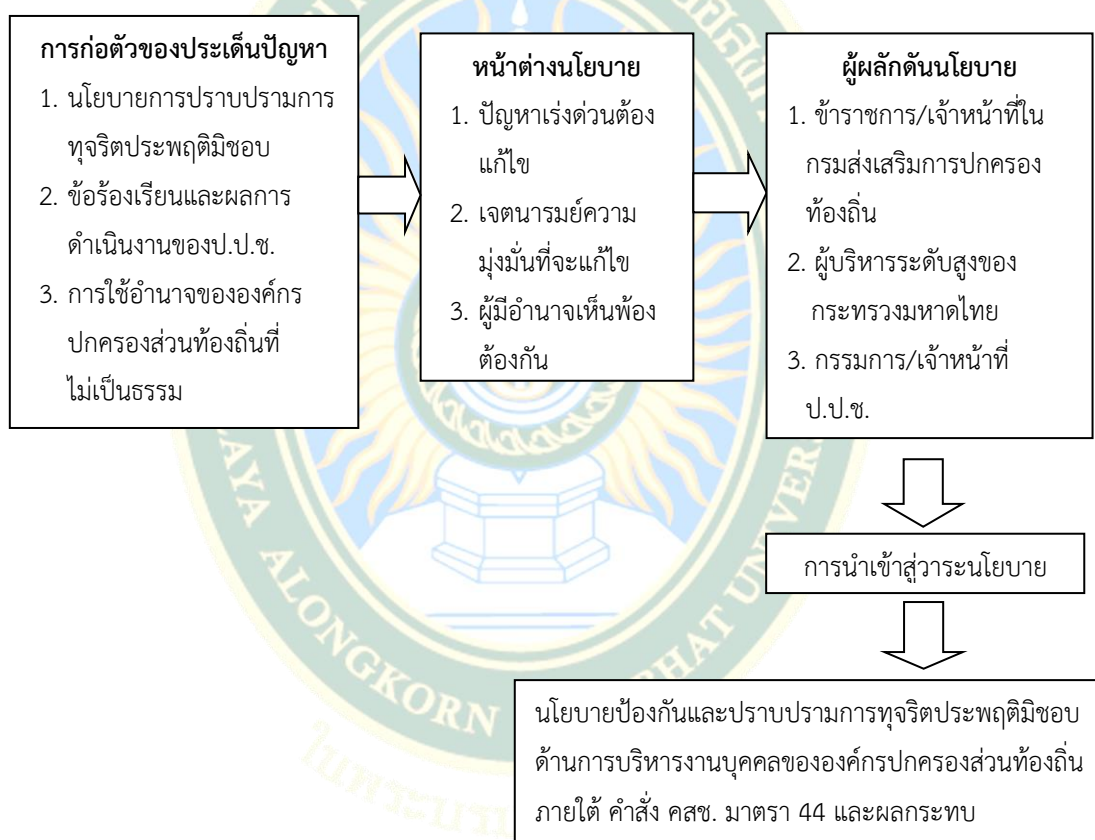 การก่อตัวของประเด็นปัญหา
1. นโยบายการปราบปรามการ
ทุจริตประพฤติมิชอบ
2. ข้อร้องเรียนและผลการ
ดำเนินงานของป.ป.ช.
3. การใช้อำนาจขององค์กร
ปกครองส่วนท้องถิ่นที่
ไม่เป็นธรรม
หน้าต่างนโยบาย
1. ปัญหาเร่งด่วนต้อง
แก้ไข
2. เจตนารมย์ความ
มุ่งมั่นที่จะแก้ไข
3. ผู้มีอำนาจเห็นพ้อง
ต้องกัน
ผู้ผลักดันนโยบาย
1. ข้าราชการ/เจ้าหน้าที่ใน
กรมส่งเสริมการปกครอง
ท้องถิ่น
2. ผู้บริหารระดับสูงของ
กระทรวงมหาดไทย
3. กรรมการ/เจ้าหน้าที่
ป.ป.ช.
การนำเข้าสู่วาระนโยบาย
นโยบายป้องกันและปราบปรามการทุจริตประพฤติมิชอบ
ด้านการบริหารงานบุคคลขององค์กรปกครองส่วนท้องถิ่น
ภายใต้ คำสั่ง คสช. มาตรา 44 และผลกระทบ
ALONGKORN